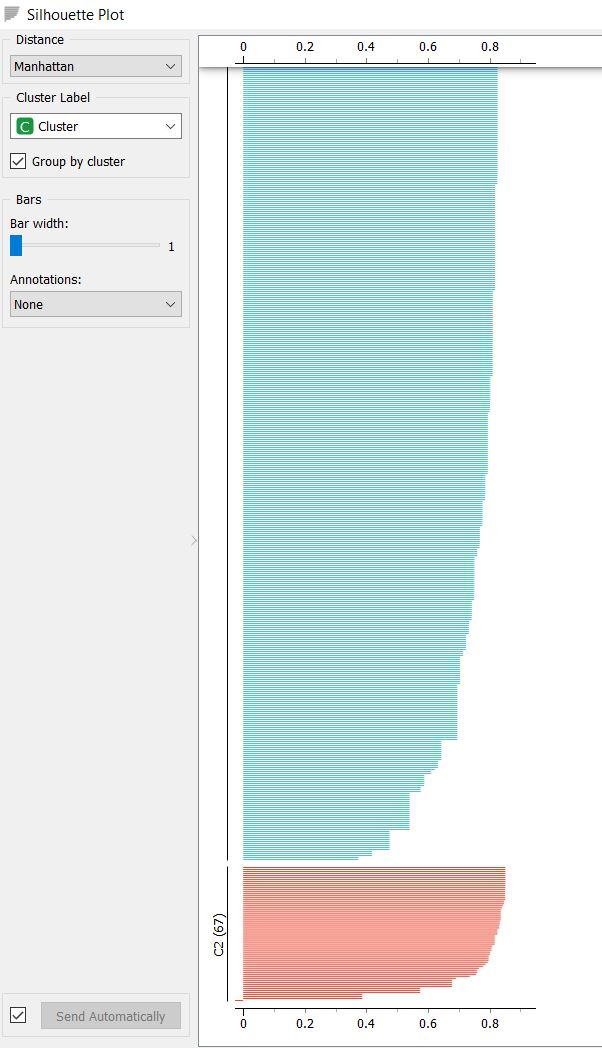 Silhouette Plot
Distance
Manhattan
Cluster Label
C Cluster
Group by cluster
Bars
Bar width:
1
Annotations:
None
Send Automatically
0 0.2 0.4 0.6 0.8
C2 (67)
0 0.2 0.4 0.6 0.8